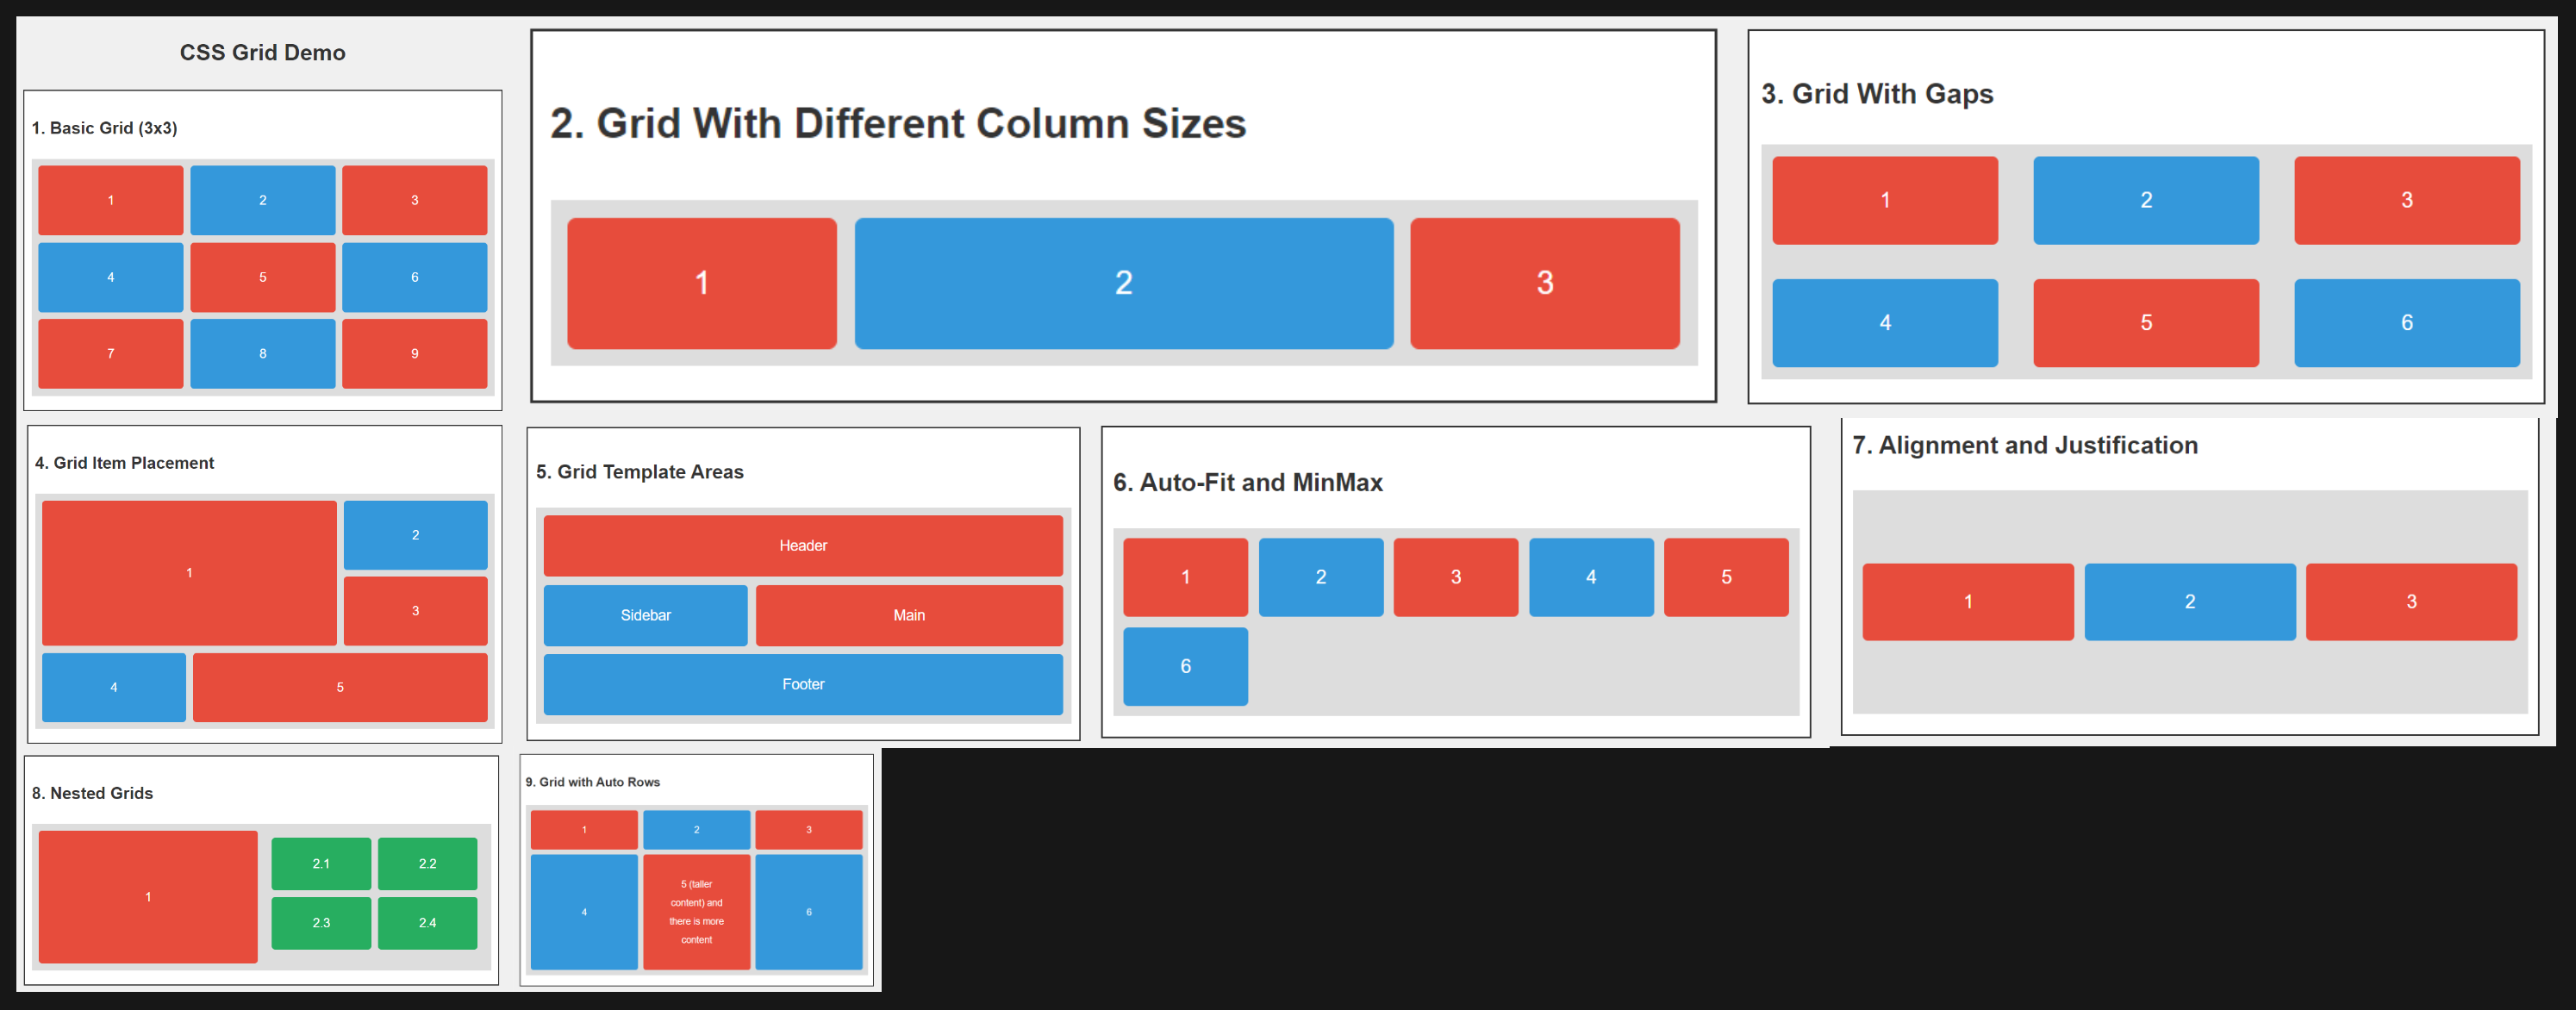 CSS Grid Demo
1. Basic Grid (3x3)
1
2
3
4
5
6
7
8
9
2. Grid With Different Column Sizes
1
2
3
3. Grid With Gaps
1
2
3
4
5
6
4. Grid Item Placement
1
2
3
4
5
5. Grid Template Areas
Header
Sidebar
Main
Footer
6. Auto-Fit and MinMax
1
2
3
4
5
6
7. Alignment and Justification
1
2
3
8. Nested Grids
1
2.1
2.2
2.3
2.4
9. Grid with Auto Rows
1
2
3
4
5 (taller
content) and
there is more
content
6